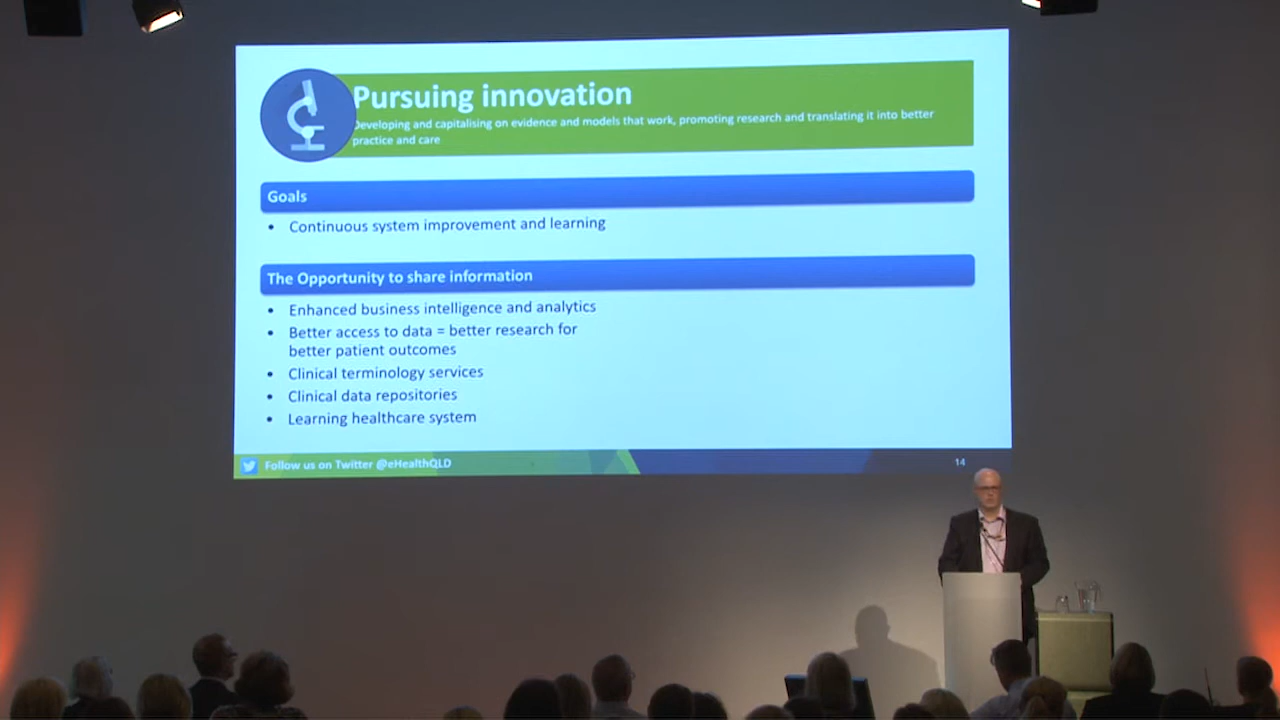 Pursuing innovation
Developing and capitalising on evidence and models that work, promoting research and translating it into better
practice and care
Goals
• Continuous system improvement and learning
The Opportunity to share information
• Enhanced business intelligence and analytics
• Better access to data = better research for
better patient outcomes
• Clinical terminology services
• Clinical data repositories
• Learning healthcare system
Follow us on Twitter @eHealthQLD
14